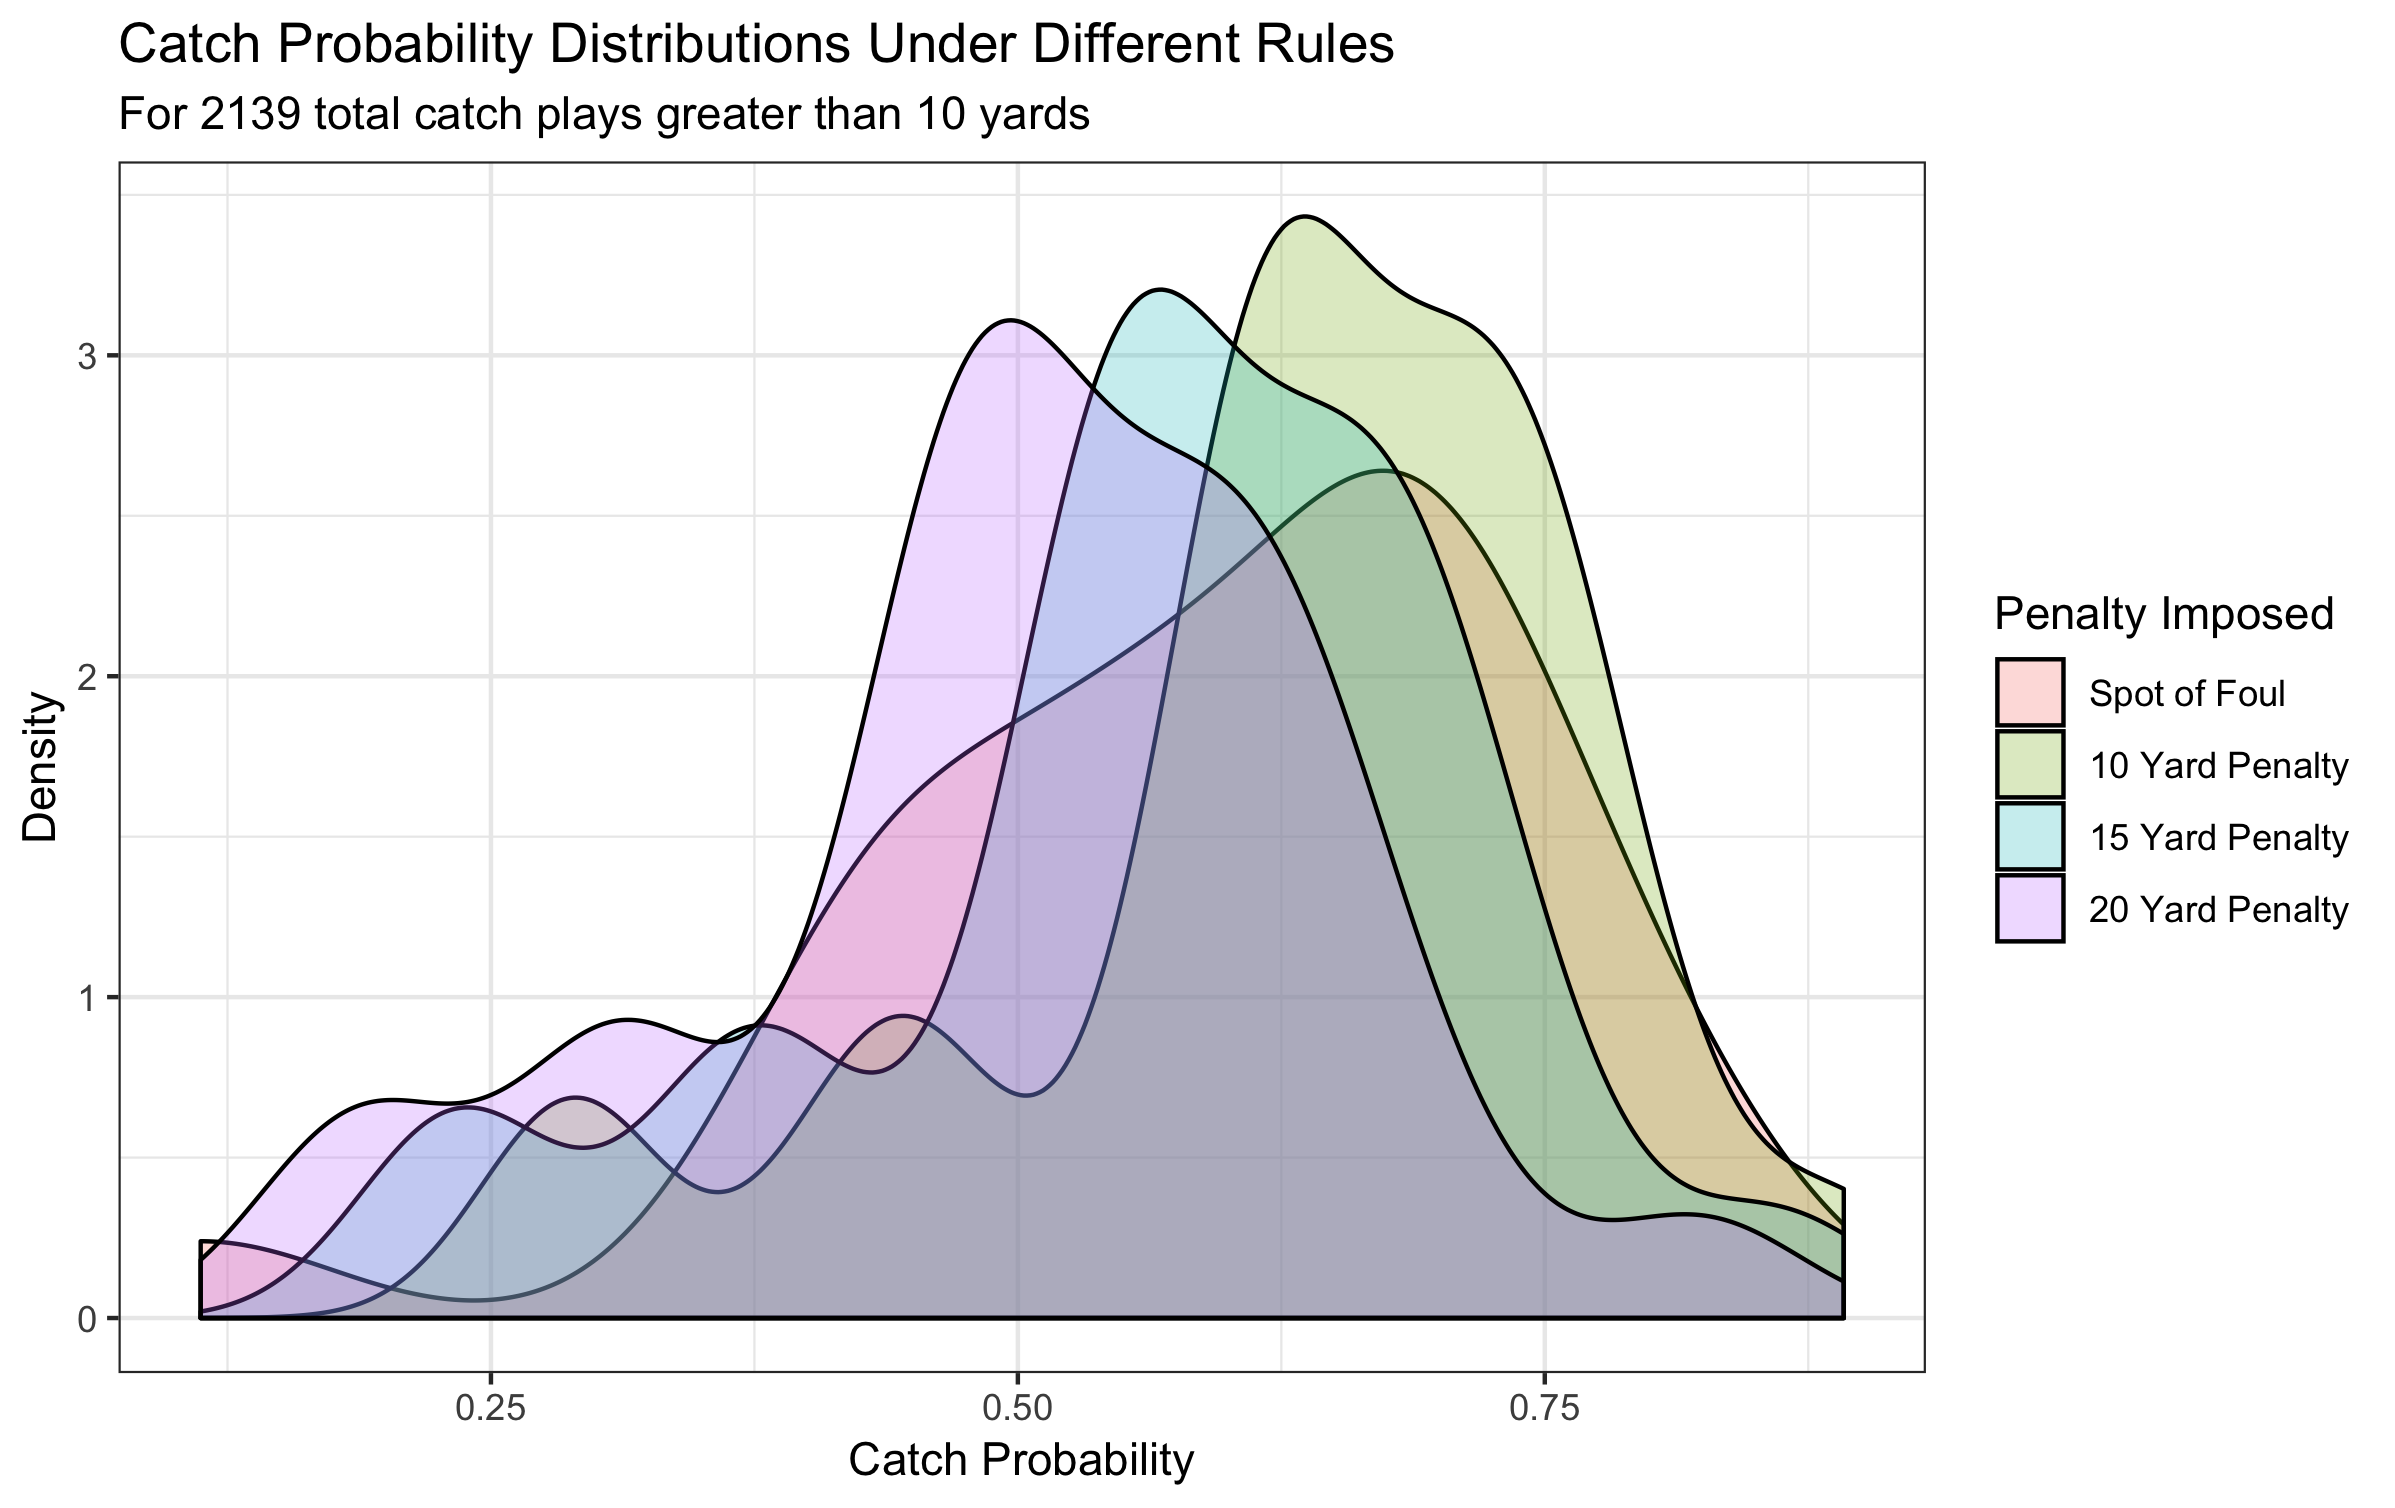 Catch Probability Distributions Under Different Rules
For 2139 total catch plays greater than 10 yards
Density
3
2
1
0
0.25 0.50 0.75
Catch Probability
Penalty Imposed
Spot of Foul
10 Yard Penalty
15 Yard Penalty
20 Yard Penalty